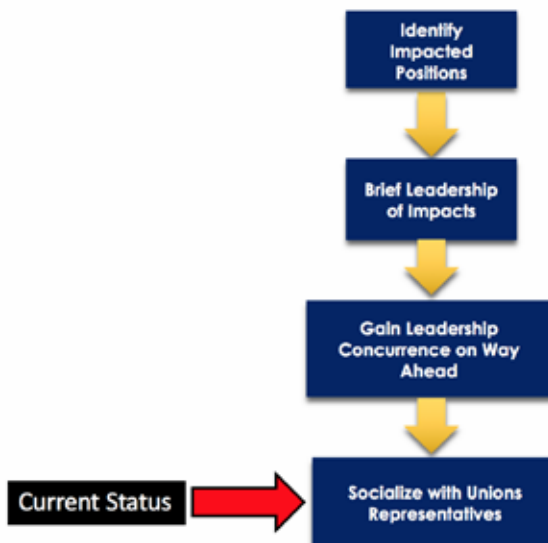 Identify
Impacted
Positions
Brief Leadership
of Impacts
Gain Leadership
Concurrence on Way
Ahead
Current Status
Socialize with Unions
Representatives